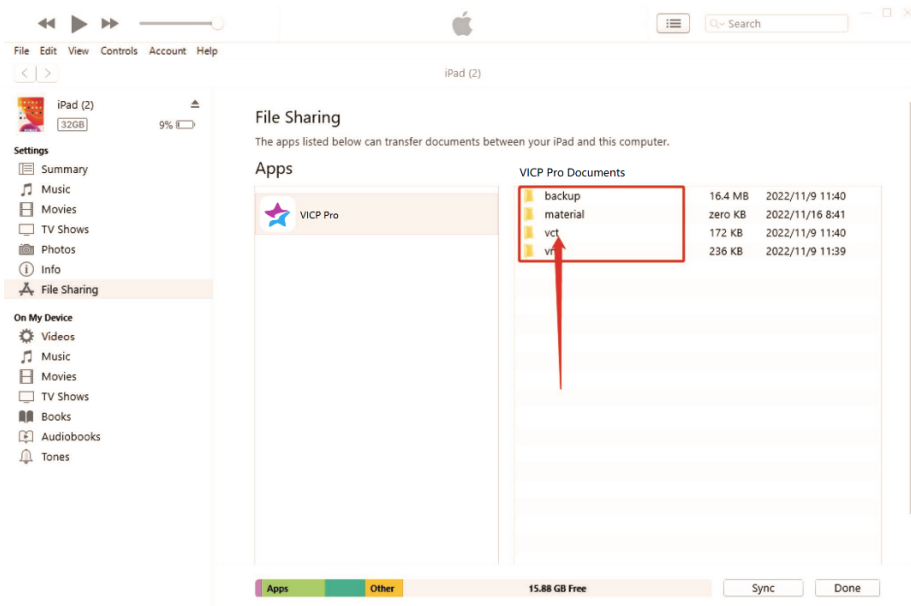 Search
File Edit View Controls Account Help
iPad (2)
iPad (2)
32GB 9%
Settings
Summary
Music
Movies
TV Shows
Photos
Info
File Sharing
On My Device
Videos
Music
Movies
TV Shows
Books
Audiobooks
Tones
File Sharing
The apps listed below can transfer documents between your iPad and this computer.
Apps
VICP Pro
VICP Pro Documents
backup 16.4 MB 2022/11/9 11:40
material zero KB 2022/11/16 8:41
vct 172 KB 2022/11/9 11:40
236 KB 2022/11/9 11:39
Apps Other 15.88 GB Free Sync Done